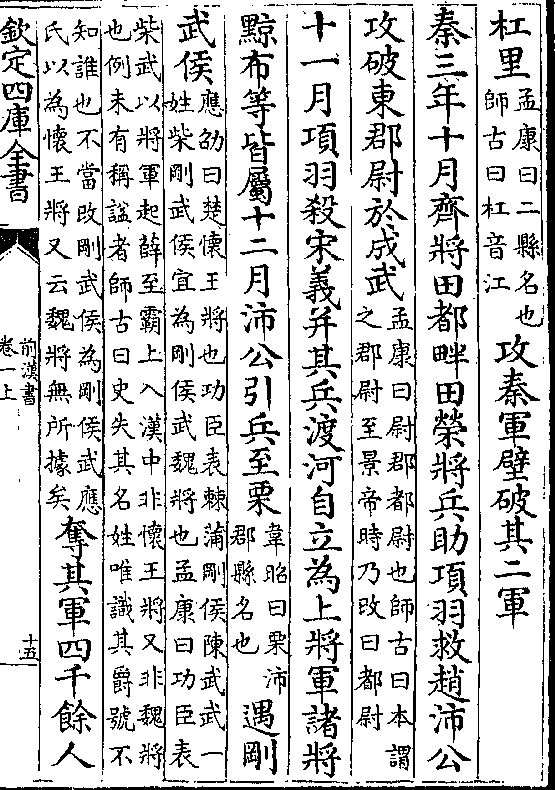 杠里
孟康曰二縣名也
師古曰杠音江
攻秦軍壁破其二軍
秦三年十月齊將田都畔田榮將兵助項羽救趙沛公
攻破東郡尉於成武
孟康曰尉郡都尉也師古曰本謂
之郡尉至景帝時乃改曰都尉
十一月項羽殺宋義并其兵渡河自立為上將軍諸將
黥布等皆屬十二月沛公引兵至栗
韋昭曰栗沛
郡縣名也
遇剛
武侯
應劭曰楚懷王將也功臣表棘蒲剛侯陳武武一
姓柴剛武侯宜為剛侯武魏將也孟康曰功臣表
柴武以將軍起薛至霸上入漢中非懷王將又非魏將
也例未有稱諡者師古曰史失其名姓唯識其爵號不
知誰也不當改剛武侯為剛侯武應
氏以為懷王將又云魏將無所據矣
奪其軍四千餘人
欽定四庫全書
前漢書
卷一上
十五